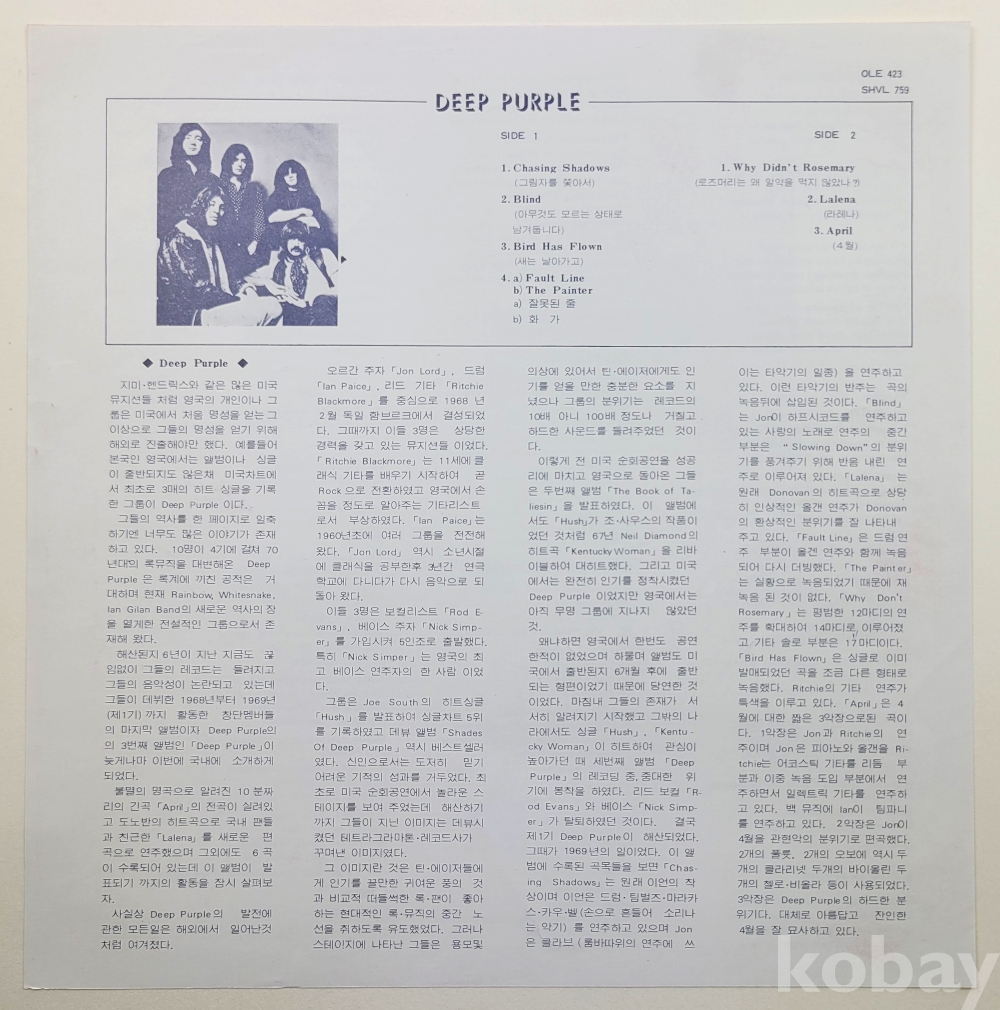 OLE 423
SHVL 759
DEEP PURPLE
SIDE 1
1. Chasing Shadows
(그림자를 쫓아서)
2. Blind
(아무것도 모르는 상태로
남겨둡니다)
3. Bird Has Flown
(새는 날아가고)
4. a) Fault Line
b) The Painter
a) 잘못된 줄
b) 화 가
SIDE 2
1. Why Didn't Rosemary
(로즈머리는 왜 알약을 먹지 않았나?)
2. Lalena
(라레나)
3. April
(4월)
◆ Deep Purple ◆
지미·헨드릭스와 같은 많은 미국
뮤지션들 처럼 영국의 개인이나 그
룹은 미국에서 처음 명성을 얻는 그
이상으로 그들의 명성을 얻기 위해
해외로 진출해야만 했다. 예를들어
본국인 영국에서는 앨범이나 싱글
이 출반되지도 않은채 미국차트에
서 최초로 3매의 히트 싱글을 기록
한 그룹이 Deep Purple 이다.
그들의 역사를 한 페이지로 일축
하기엔 너무도 많은 이야기가 존재
하고 있다. 10명이 4기에 걸쳐 70
년대의 록뮤직을 대변해온 Deep
Purple 은 록계에 끼친 공적은 거
대하며 현재 Rainbow, Whitesnake,
Ian Gilan Band의 새로운 역사의 장
을 열게한 전설적인 그룹으로서 존
재해 왔다.
해산된지 6년이 지난 지금도 끊
임없이 그들의 레코드는 들려지고
그들의 음악성이 논란되고 있는데
그들이 데뷔한 1968년부터 1969년
(제1기) 까지 활동한 창단멤버들
의 마지막 앨범이자 Deep Purple의
의 3번째 앨범인 「Deep Purple」이
늦게나마 이번에 국내에 소개하게
되었다.
불멸의 명곡으로 알려진 10 분짜
리의 긴곡 「April」의 전곡이 실려있
고 도노반의 히트곡으로 국내 팬들
과 친근한 「Lalena」를 새로운 편
곡으로 연주했으며 그외에도 6 곡
이 수록되어 있는데 이 앨범이 발
표되기 까지의 활동을 잠시 살펴보
자.
사실상 Deep Purple의 발전에
관한 모든일은 해외에서 일어난것
처럼 여겨졌다.
오르간 주자 「Jon Lord」, 드럼
「Ian Paice」, 리드 기타 「Ritchie
Blackmore」를 중심으로 1968 년
2월 독일 함브르크에서 결성되었
다. 그때까지 이들 3명은 상당한
경력을 갖고 있는 뮤지션들 이었다.
「Ritchie Blackmore」는 11세에 클
래식 기타를 배우기 시작하여 곧
Rock으로 전환하였고 영국에서 손
꼽을 정도로 알아주는 기타리스트
로서 부상하였다. 「Ian Paice」는
1960년초에 여러 그룹을 전전해
왔다. 「Jon Lord」 역시 소년시절
에 클래식을 공부한후 3년간 연극
학교에 다니다가 다시 음악으로 되
돌아 왔다.
이들 3명은 보컬리스트 「Rod E-
vans」, 베이스 주자 「Nick Simp-
er」를 가입시켜 5인조로 출발했다.
특히 「Nick Simper」는 영국의 최
고 베이스 연주자의 한 사람 이었
다.
그룹은 Joe South의 히트싱글
「Hush」를 발표하여 싱글차트 5위
를 기록하였고 데뷰 앨범 「Shades
Of Deep Purple」 역시 베스트셀러
였다. 신인으로서는 도저히 믿기
어려운 기적의 성과를 거두었다. 최
초로 미국 순회공연에서 놀라운 스
테이지를 보여 주었는데 해산하기
까지 그들이 지닌 이미지는 데뷰시
켰던 테트라그라마톤·레코드사가
꾸며낸 이미지였다.
그 이미지란 것은 틴·에이저들에
게 인기를 끌만한 귀여운 풍의 것
과 비교적 떠들썩한 록·팬이 좋아
하는 현대적인 록·뮤직의 중간 노
선을 취하도록 유도했었다. 그러나
스테이지에 나타난 그들은 용모및
의상에 있어서 틴·에이저에게도 인
기를 얻을 만한 충분한 요소를 지
녔으나 그룹의 분위기는 레코드의
10배 아니 100배 정도나 거칠고
하드한 사운드를 들려주었던 것이
다.
이렇게 전 미국 순회공연을 성공
리에 마치고 영국으로 돌아온 그들
은 두번째 앨범 「The Book of Ta-
liesin」을 발표하였다. 이 앨범에
서도 「Hush」가 조·사우스의 작품이
었던 것처럼 67년 Neil Diamond의
히트곡 「Kentucky Woman」을 리바
이블하여 대히트했다. 그리고 미국
에서는 완전히 인기를 정착시켰던
Deep Purple 이었지만 영국에서는
아직 무명 그룹에 지나지 않았던
것.
왜냐하면 영국에서 한번도 공연
한적이 없었으며 하물며 앨범도 미
국에서 출반된지 6개월 후에 출반
되는 형편이었기 때문에 당연한 것
이었다. 마침내 그들의 존재가 서
서히 알려지기 시작했고 그밖의 나
라에서도 싱글 「Hush」, 「Kentu-
cky Woman」이 히트하여 관심이
높아가던 때 세번째 앨범 「Deep
Purple」의 레코딩 중, 중대한 위
기에 봉착을 하였다. 리드 보컬 「R-
od Evans」와 베이스 「Nick Simp-
er」가 탈퇴하였던 것이다. 결국
제1기 Deep Purple이 해산되었다.
그때가 1969년의 일이었다. 이 앨
범에 수록된 곡목들을 보면 「Chas-
ing Shadows」는 원래 이언의 작
상이며 이언은 드럼·팀벌즈·마라카
스·카우·벨(손으로 흔들어 소리나
는 악기) 를 연주하고 있으며 Jon
은 클라브 (룸바따위의 연주에 쓰
이는 타악기의 일종) 을 연주하고
있다. 이런 타악기의 반주는 곡의
녹음뒤에 삽입된 것이다. 「Blind」
는 Jon이 하프시코드를 연주하고
있는 사랑의 노래로 연주의 중간
부분은 "Slowing Down"의 분위
기를 풍겨주기 위해 반음 내린 연
주로 이루어져 있다. 「Lalena」는
원래 Donovan의 히트곡으로 상당
히 인상적인 올갠 연주가 Donovan
의 환상적인 분위기를 잘 나타내
주고 있다. 「Fault Line」은 드럼 연
주 부분이 올겐 연주와 함께 녹음
되어 다시 더빙했다. 「The Painter」
는 실황으로 녹음되었기 때문에 재
녹음 된 것이 없다. 「Why Don't
Rosemary」는 평범한 12마디의 연
주를 확대하여 14마디로 이루어졌
고 기타 솔로 부분은 17마디이다.
「Bird Has Flown」은 싱글로 이미
발매되었던 곡을 조금 다른 형태로
녹음했다. Ritchie의 기타 연주가
특색을 이루고 있다. 「April」은 4
월에 대한 짧은 3악장으로된 곡이
다. 1악장은 Jon과 Ritchie의 연
주이며 Jon은 피아노와 올갠을 Ri-
tchie는 어코스틱 기타를 리듬 부
분과 이중 녹음 도입 부분에서 연
주하면서 일렉트릭 기타를 연주하
고 있다. 백 뮤직에 Ian이 팀파니
를 연주하고 있다. 2악장은 Jon이
4월을 관현악의 분위기로 편곡했다.
2개의 풀룻, 2개의 오보에 역시 두
개의 클라리넷 두개의 바이올린 두
개의 첼로·비올라 등이 사용되었다.
3악장은 Deep Purple의 하드한 분
위기다. 대체로 아름답고 잔인한
4월을 잘 묘사하고 있다.
kobay